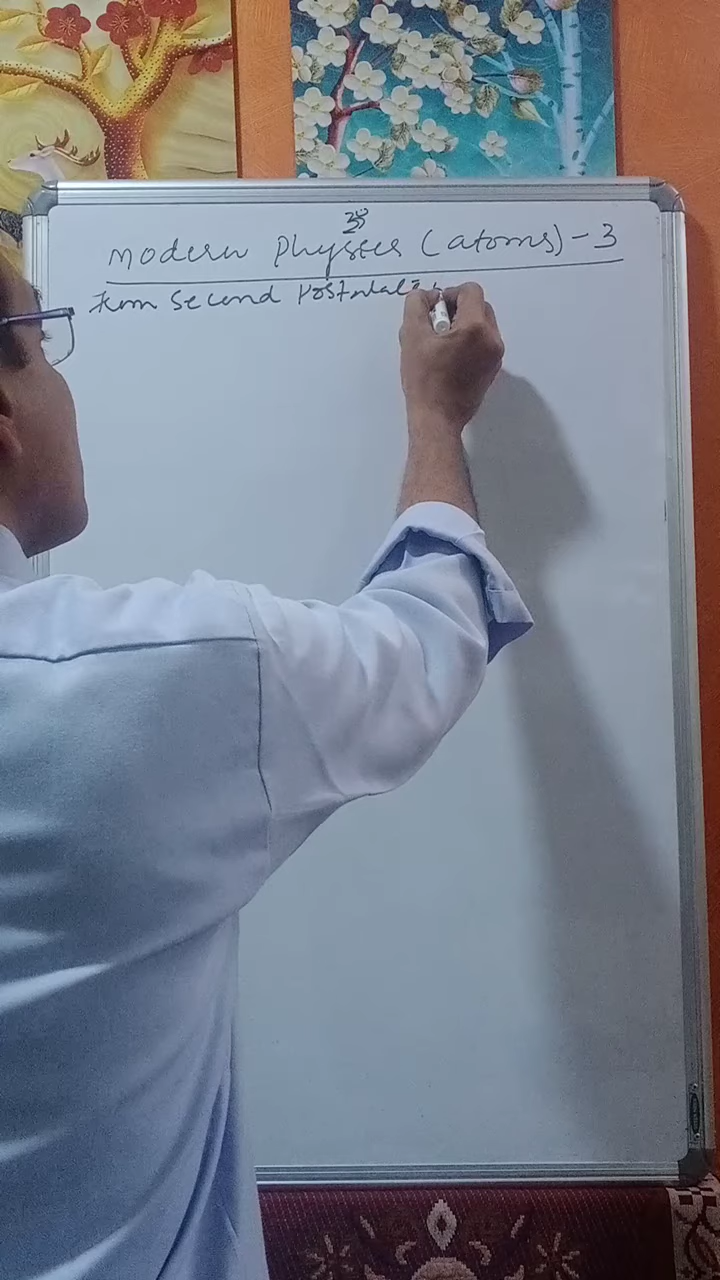 ॐ
Modern Physics (atoms) - 3
from second Postulate